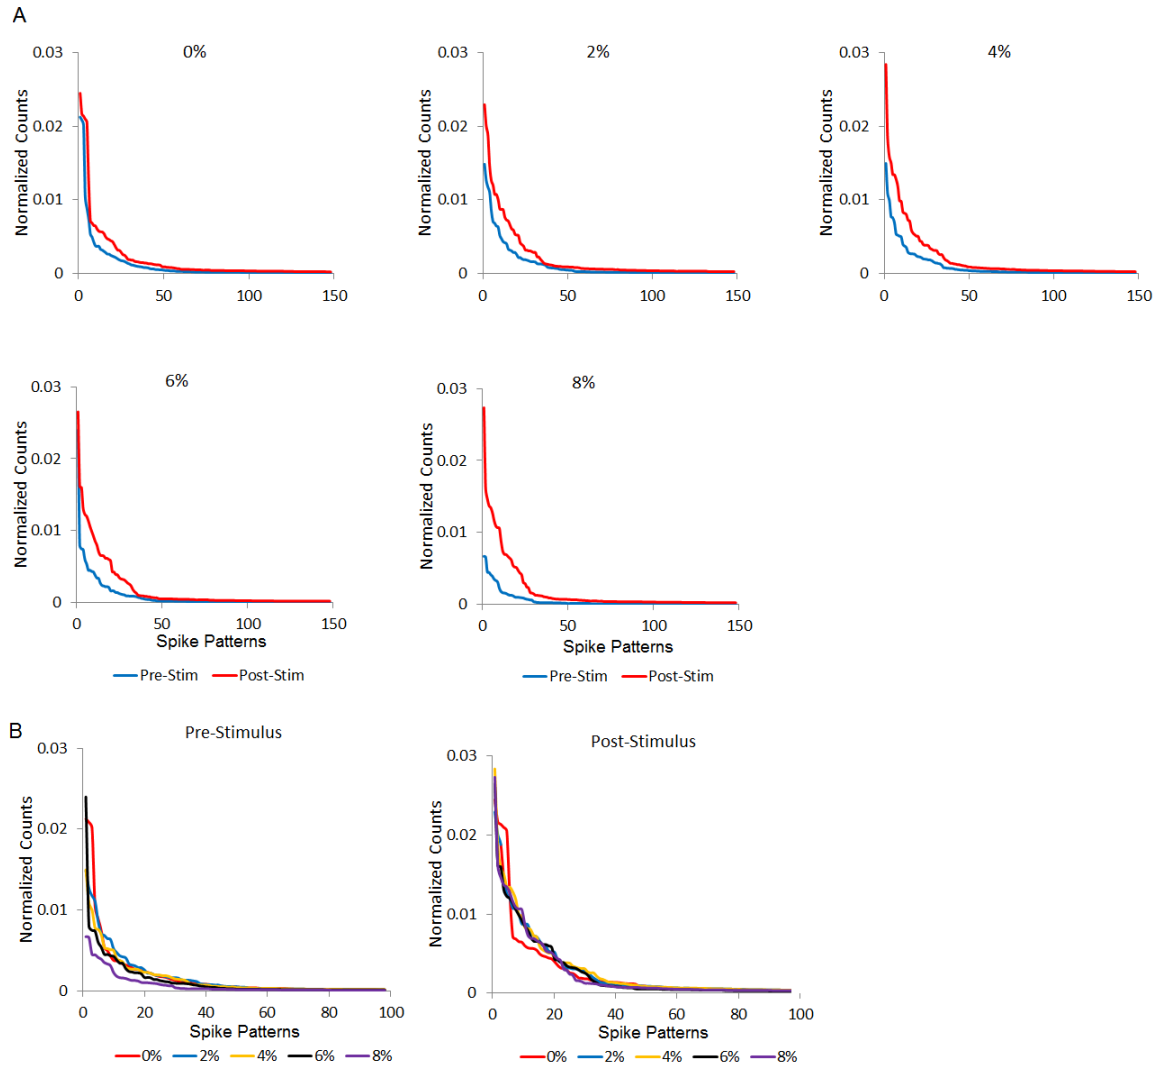 A
0% 2% 4%
0.03 0.03 0.03
Normalized Counts Normalized Counts Normalized Counts
0.02 0.02 0.02
0.01 0.01 0.01
0 0 0
0 50 100 150 0 50 100 150 0 50 100 150
6% 8%
0.03 0.03
Normalized Counts Normalized Counts
0.02 0.02
0.01 0.01
0 0
0 50 100 150 0 50 100 150
Spike Patterns Spike Patterns
Pre-Stim Post-Stim Pre-Stim Post-Stim
B
Pre-Stimulus Post-Stimulus
0.03 0.03
Normalized Counts Normalized Counts
0.02 0.02
0.01 0.01
0 0
0 20 40 60 80 100 0 20 40 60 80 100
Spike Patterns Spike Patterns
0% 2% 4% 6% 8% 0% 2% 4% 6% 8%